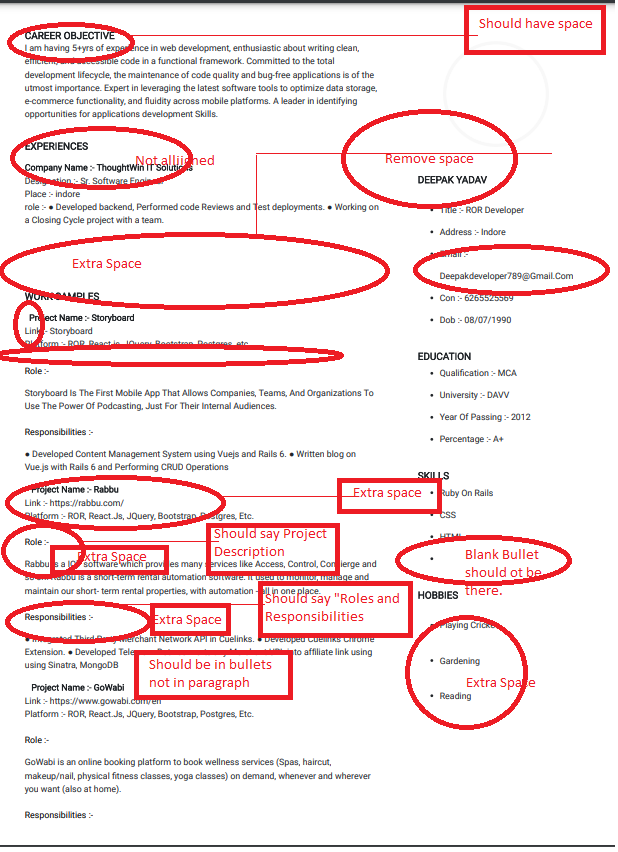 Should have space
CAREER OBJECTIVE
I am having 5+yrs of experience in web development, enthusiastic about writing clean,
efficient, and accessible code in a functional framework. Committed to the total
development lifecycle, the maintenance of code quality and bug-free applications is of the
utmost importance. Expert in leveraging the latest software tools to optimize data storage,
e-commerce functionality, and fluidity across mobile platforms. A leader in identifying
opportunities for applications development Skills.
EXPERIENCES
Not allijgned
Company Name :- ThoughtWin IT Solutions
Designation :- Sr. Software Engineer
Place :- indore
role :- ● Developed backend, Performed code Reviews and Test deployments. ● Working on
a Closing Cycle project with a team.
Extra Space
WORK SAMPLES
Project Name :- Storyboard
Link :- Storyboard
Platform :- ROR, React.js, JQuery, Bootstrap, Postgres, etc.
Role :-
Storyboard Is The First Mobile App That Allows Companies, Teams, And Organizations To
Use The Power Of Podcasting, Just For Their Internal Audiences.
Responsibilities :-
● Developed Content Management System using Vuejs and Rails 6. ● Written blog on
Vue.js with Rails 6 and Performing CRUD Operations
Project Name :- Rabbu
Extra space
Link :- https://rabbu.com/
Platform :- ROR, React.Js, JQuery, Bootstrap, Postgres, Etc.
Should say Project
Description
Role :-
Extra Space
Rabbu is a software which provides many services like Access, Control, Concierge and
Rabbu is a short-term rental automation software. It used to monitor, manage and
maintain our short- term rental properties, with automation - all in one place.
Should say "Roles and
Responsibilities
Responsibilities :-
Extra Space
● Integrated Third-Party Merchant Network API in Cuelinks. ● Developed Cuelinks Chrome
Extension. ● Developed into affiliate link using
using Sinatra, MongoDB
Should be in bullets
not in paragraph
Project Name :- GoWabi
Link :- https://www.gowabi.com/en
Platform :- ROR, React.Js, JQuery, Bootstrap, Postgres, Etc.
Role :-
GoWabi is an online booking platform to book wellness services (Spas, haircut,
makeup/nail, physical fitness classes, yoga classes) on demand, whenever and wherever
you want (also at home).
Responsibilities :-
Remove space
DEEPAK YADAV
• Title :- ROR Developer
• Address :- Indore
• Email :-
Deepakdeveloper789@Gmail.Com
• Con :- 6265525569
• Dob :- 08/07/1990
EDUCATION
• Qualification :- MCA
• University :- DAVV
• Year Of Passing :- 2012
• Percentage :- A+
SKILLS
• Ruby On Rails
• CSS
• HTML
•
Blank Bullet
should ot be
there.
HOBBIES
• Playing Cricket
• Gardening
Extra Space
• Reading